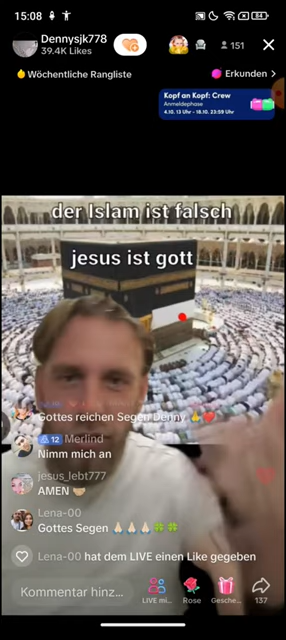 15:08
84
Dennysjk778
39.4K Likes
151
Wöchentliche Rangliste
Erkunden >
Kopf an Kopf: Crew
Anmeldephase
4.10. 13 Uhr - 18.10. 23:59 Uhr
der Islam ist falsch
jesus ist gott
Gottes reichen Segen Denny
12 Merlind
Nimm mich an
jesus_lebt777
AMEN
Lena-00
Gottes Segen
Lena-00 hat dem LIVE einen Like gegeben
Kommentar hinz...
LIVE mi...
Rose
Gesche...
137